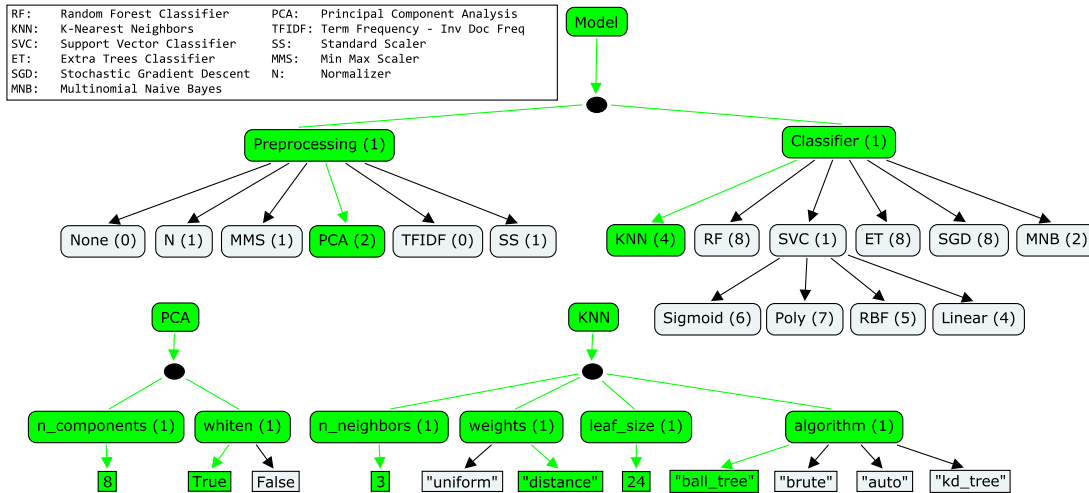 RF: Random Forest Classifier PCA: Principal Component Analysis
KNN: K-Nearest Neighbors TFIDF: Term Frequency - Inv Doc Freq
SVC: Support Vector Classifier SS: Standard Scaler
ET: Extra Trees Classifier MMS: Min Max Scaler
SGD: Stochastic Gradient Descent N: Normalizer
MNB: Multinomial Naive Bayes
Model
Preprocessing (1) Classifier (1)
None (0) N (1) MMS (1) PCA (2) TFIDF (0) SS (1) KNN (4) RF (8) SVC (1) ET (8) SGD (8) MNB (2)
Sigmoid (6) Poly (7) RBF (5) Linear (4)
PCA KNN
n_components (1) whiten (1) n_neighbors (1) weights (1) leaf_size (1) algorithm (1)
8 True False 3 "uniform" "distance" 24 "ball_tree" "brute" "auto" "kd_tree"